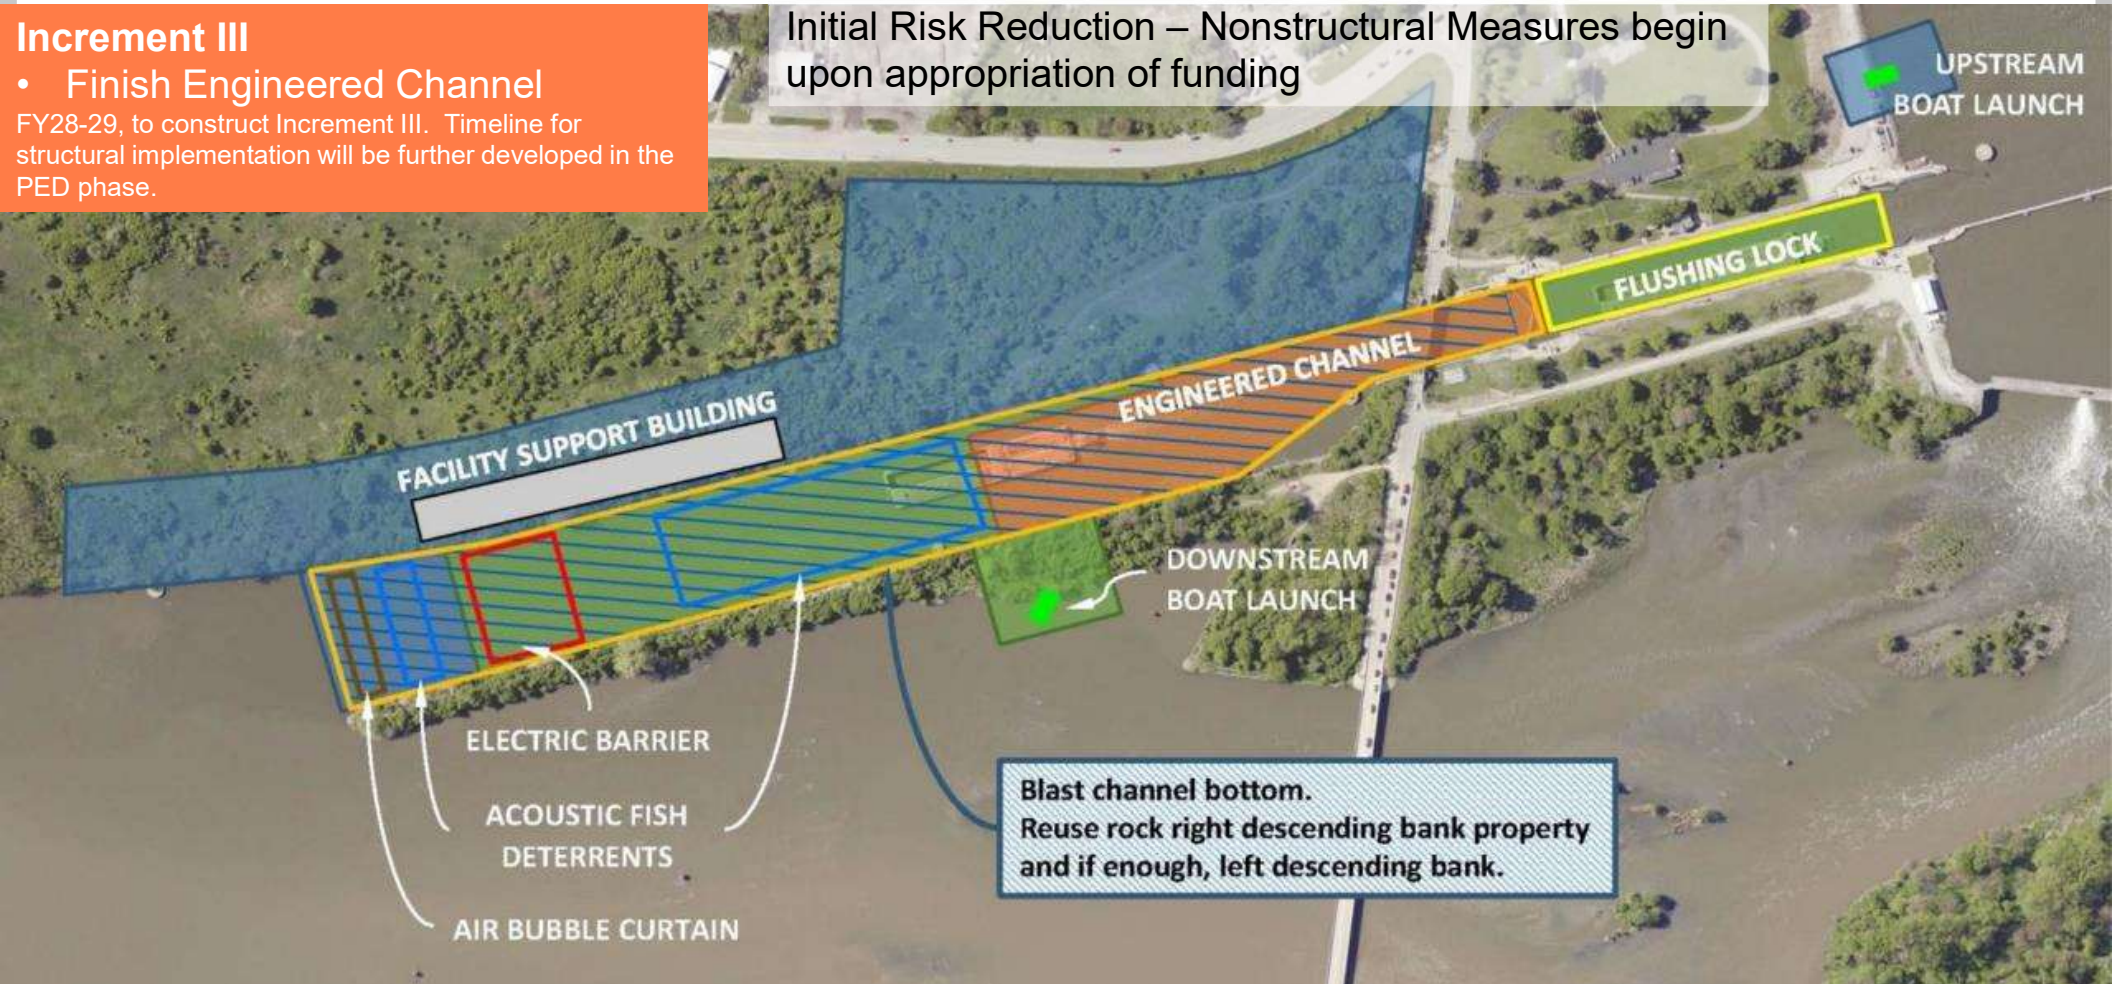 Increment III
• Finish Engineered Channel
FY28-29, to construct Increment III. Timeline for
structural implementation will be further developed in the
PED phase.
Initial Risk Reduction – Nonstructural Measures begin
upon appropriation of funding
UPSTREAM
BOAT LAUNCH
FLUSHING LOCK
ENGINEERED CHANNEL
FACILITY SUPPORT BUILDING
DOWNSTREAM
BOAT LAUNCH
ELECTRIC BARRIER
ACOUSTIC FISH
DETERRENTS
AIR BUBBLE CURTAIN
Blast channel bottom.
Reuse rock right descending bank property
and if enough, left descending bank.